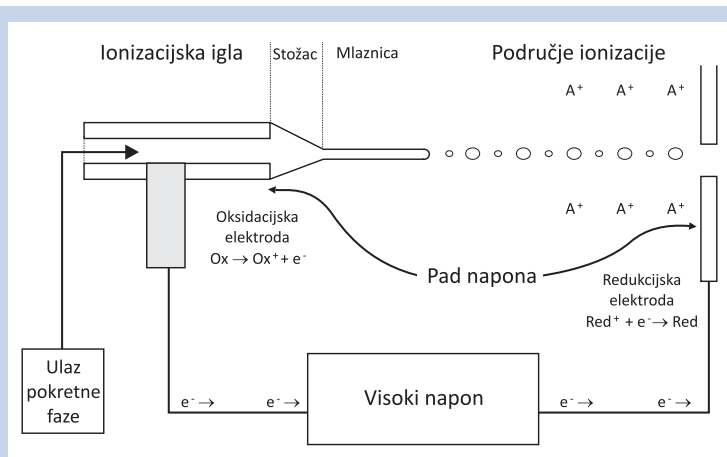 Ionizacijska igla
Stožac
Mlaznica
Područje ionizacije
A⁺ A⁺ A⁺
A⁺ A⁺ A⁺
Oksidacijska
elektroda
Ox → Ox⁺ + e⁻
Pad napona
Redukcijska
elektroda
Red⁺ + e⁻ → Red
Ulaz
pokretne
faze
e⁻ → e⁻ →
Visoki napon
e⁻ → e⁻ →